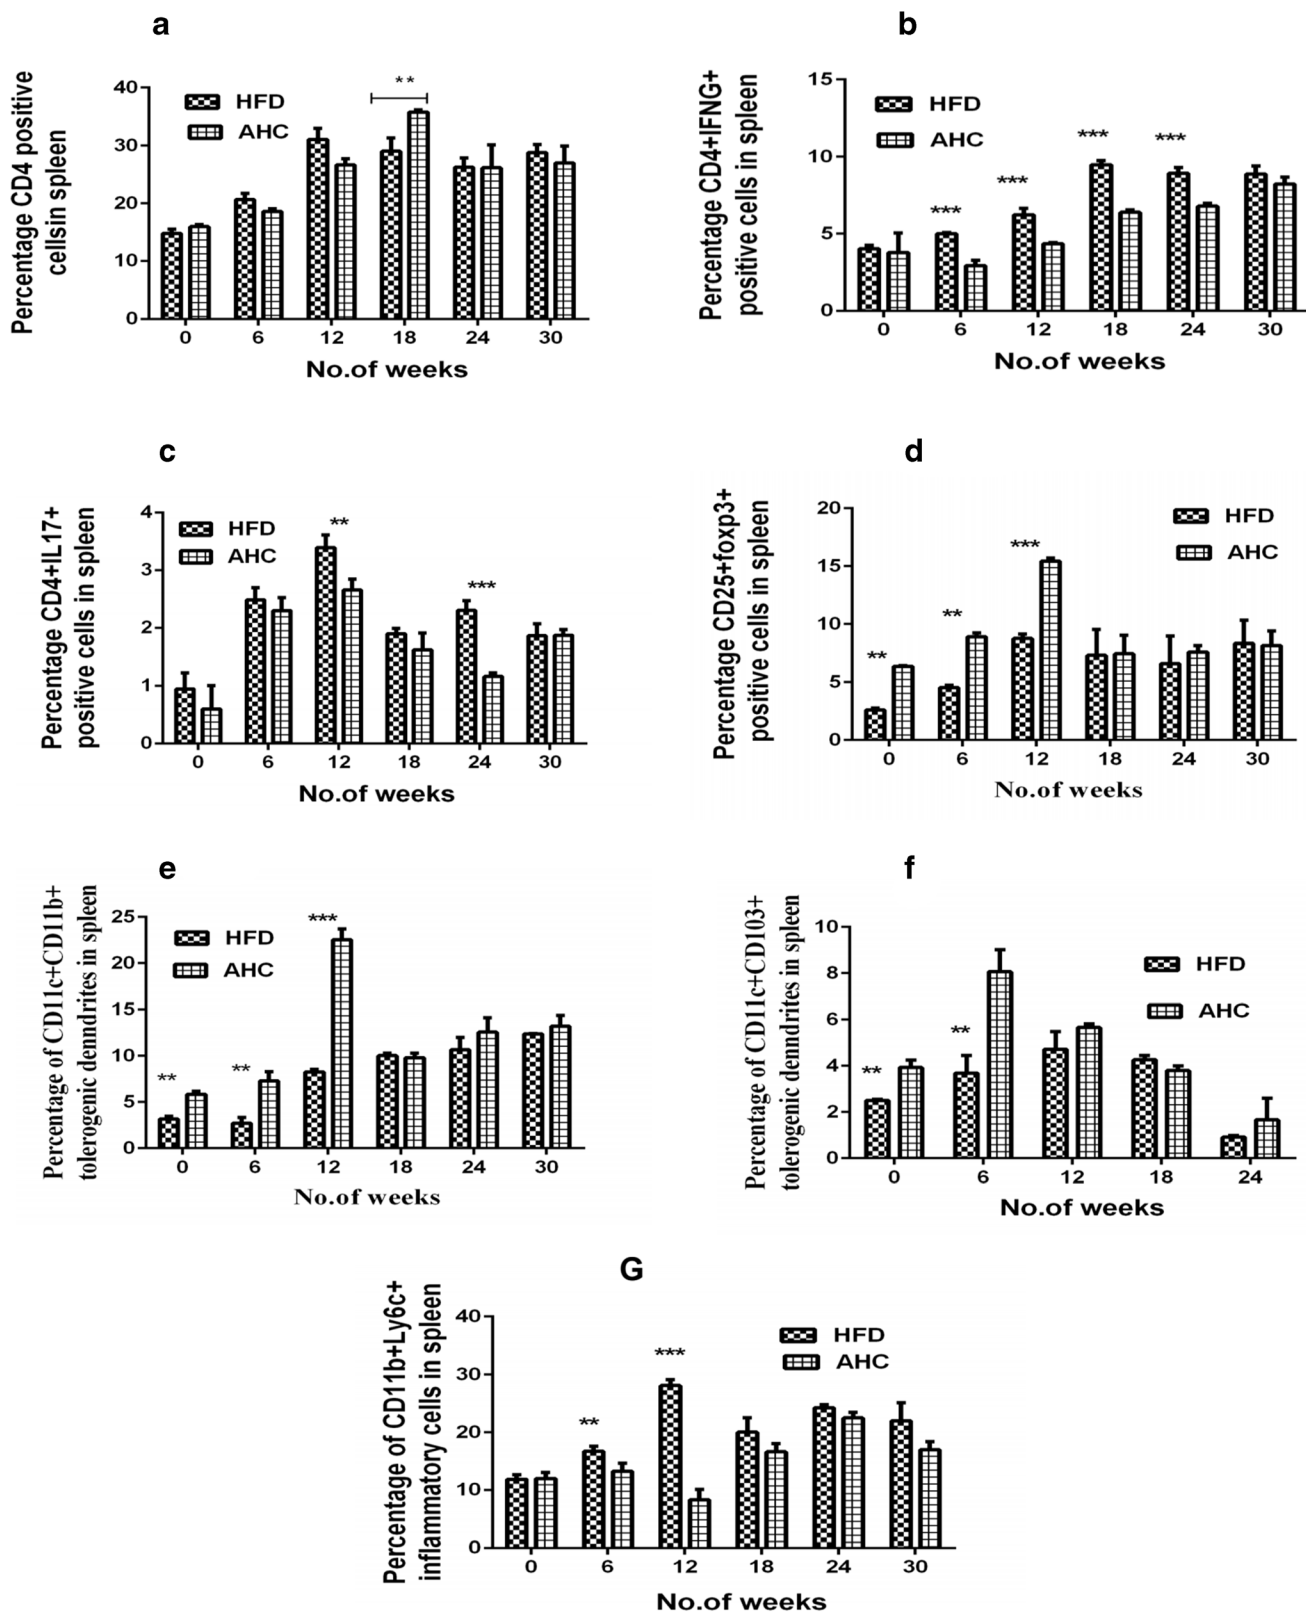 a
Percentage CD4 positive
cellsin spleen
40
30
20
10
0
HFD
AHC
**
0 6 12 18 24 30
No.of weeks
b
Percentage CD4+IFNG+
positive cells in spleen
15
10
5
0
HFD
AHC
*** *** *** ***
0 6 12 18 24 30
No.of weeks
c
Percentage CD4+IL17+
positive cells in spleen
4
3
2
1
0
HFD
AHC
** ***
0 6 12 18 24 30
No.of weeks
d
Percentage CD25+foxp3+
positive cells in spleen
20
15
10
5
0
HFD
AHC
** ** ***
0 6 12 18 24 30
No.of weeks
e
Percentage of CD11c+CD11b+
tolerogenic denndrites in spleen
25
20
15
10
5
0
HFD
AHC
** ** ***
0 6 12 18 24 30
No.of weeks
f
Percentage of CD11c+CD103+
tolerogenic dendrites in spleen
10
8
6
4
2
0
HFD
AHC
** **
0 6 12 18 24
No.of weeks
G
Percentage of CD11b+Ly6c+
inflammatory cells in spleen
40
30
20
10
0
HFD
AHC
** ***
0 6 12 18 24 30
No.of weeks